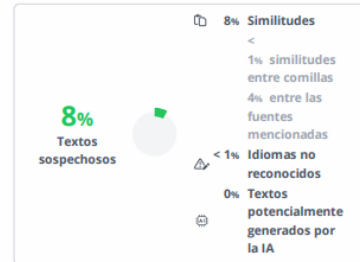 8%
Textos
sospechosos
8% Similitudes
<
1% similitudes
entre comillas
4% entre las
fuentes
mencionadas
< 1% Idiomas no
reconocidos
0% Textos
potencialmente
generados por
la IA